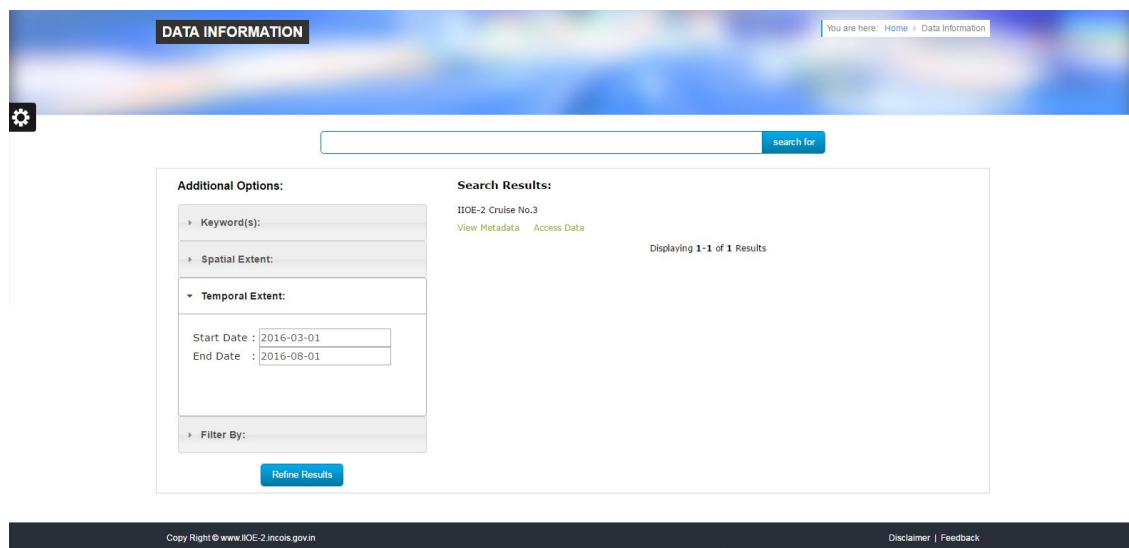 DATA INFORMATION
You are here: Home › Data Information
search for
Additional Options:
Keyword(s):
Spatial Extent:
Temporal Extent:
Start Date : 2016-03-01
End Date : 2016-08-01
Filter By:
Refine Results
Search Results:
IIOE-2 Cruise No.3
View Metadata Access Data
Displaying 1-1 of 1 Results
Copy Right © www.IIOE-2.incois.gov.in
Disclaimer | Feedback